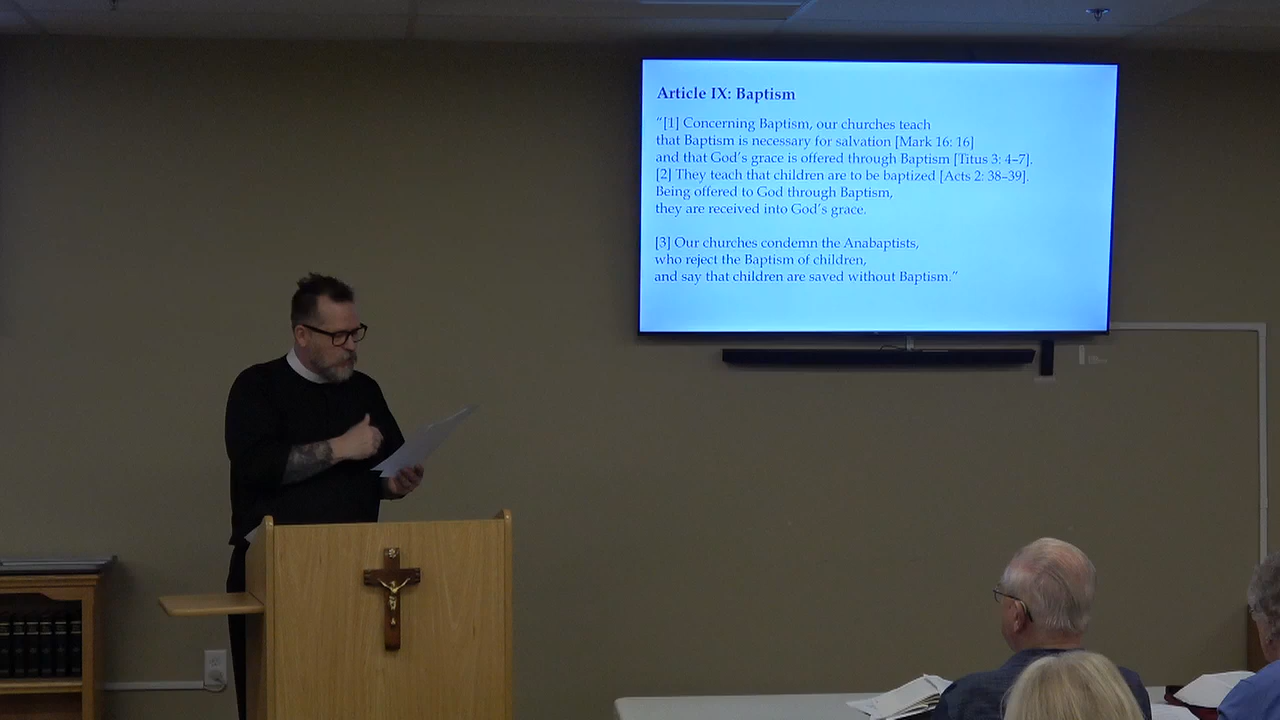 Article IX: Baptism
“[1] Concerning Baptism, our churches teach
that Baptism is necessary for salvation [Mark 16: 16]
and that God’s grace is offered through Baptism [Titus 3: 4–7].
[2] They teach that children are to be baptized [Acts 2: 38–39].
Being offered to God through Baptism,
they are received into God’s grace.
[3] Our churches condemn the Anabaptists,
who reject the Baptism of children,
and say that children are saved without Baptism.”